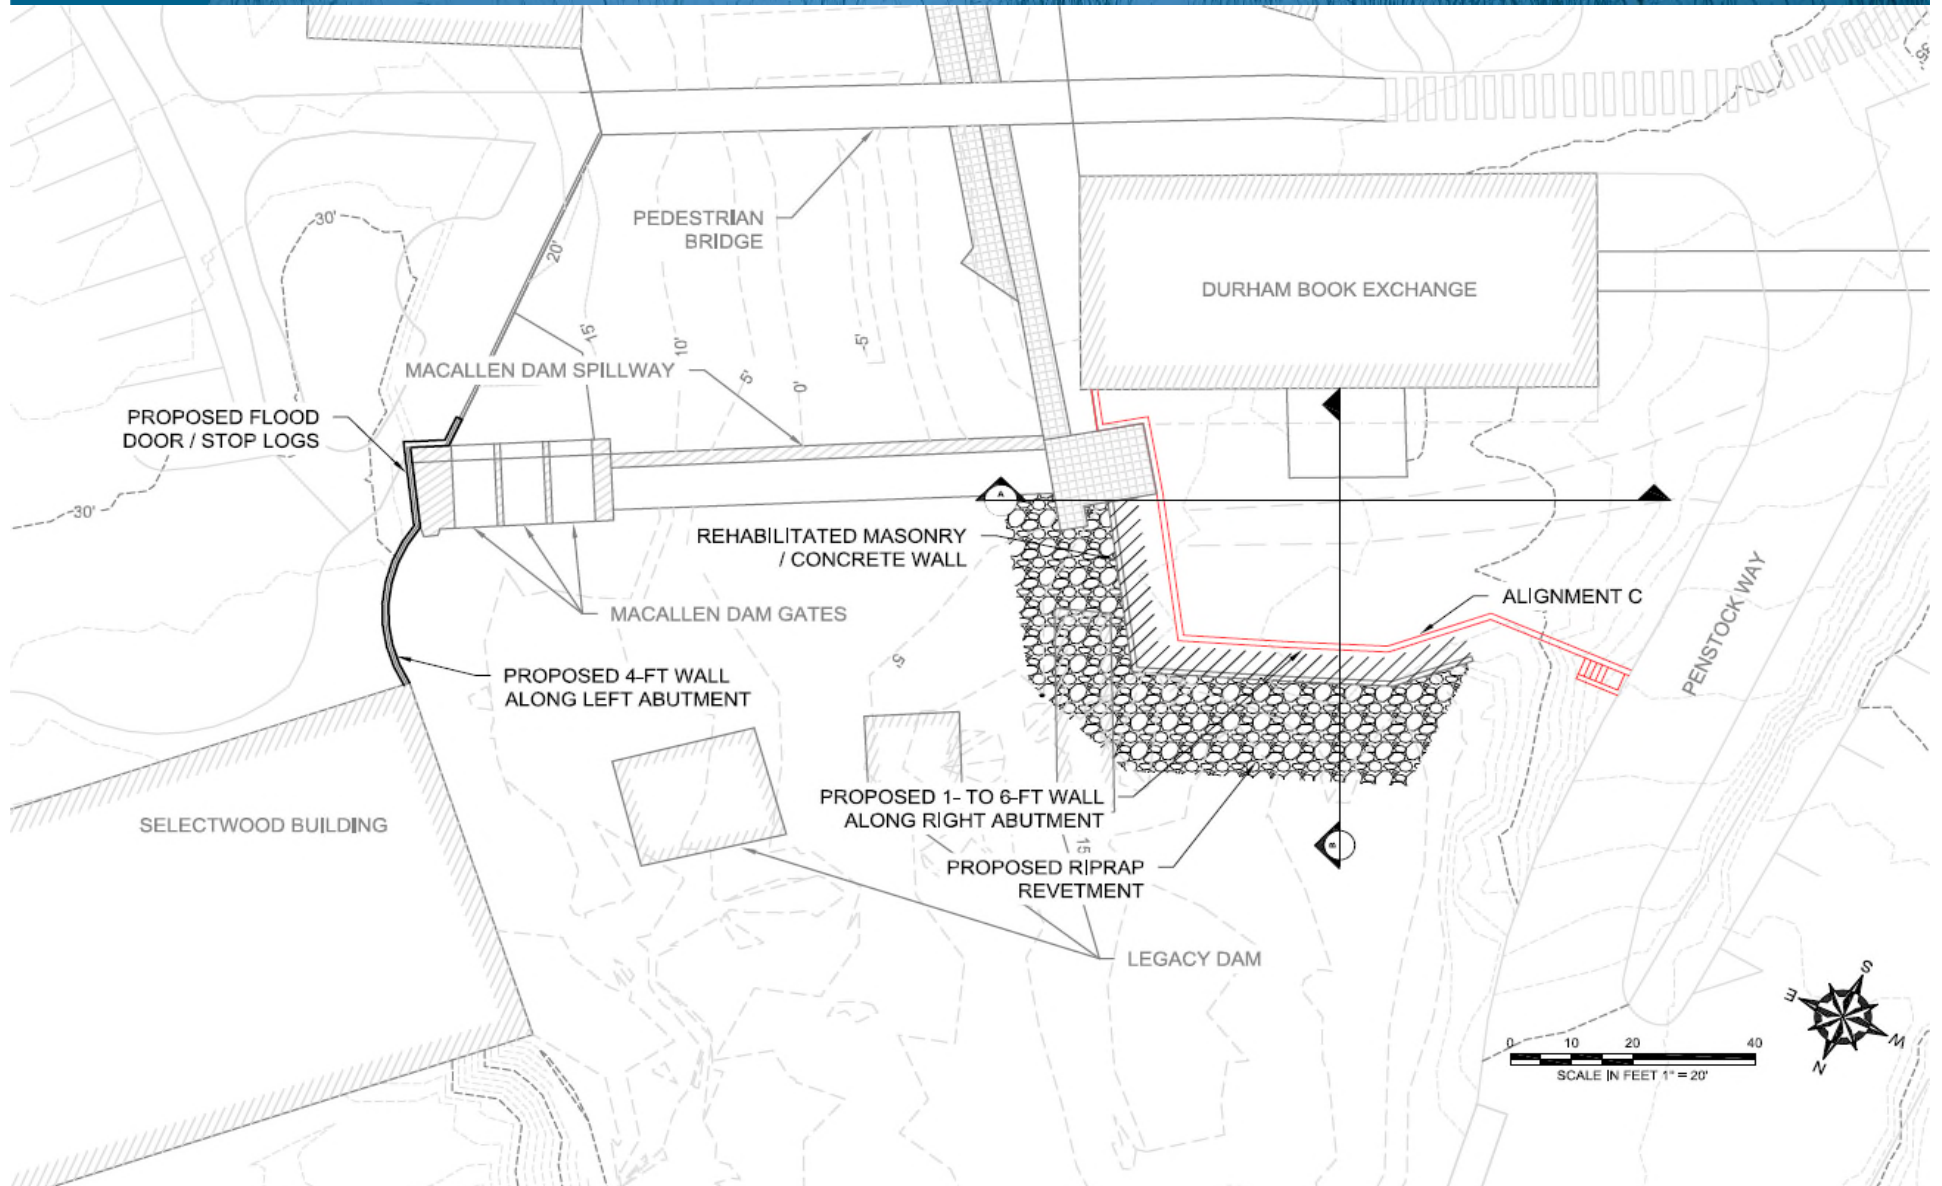 35'
30'
PEDESTRIAN
BRIDGE
20'
DURHAM BOOK EXCHANGE
15'
10'
-5'
MACALLEN DAM SPILLWAY
5'
0'
PROPOSED FLOOD
DOOR / STOP LOGS
30'
A
REHABILITATED MASONRY
/ CONCRETE WALL
MACALLEN DAM GATES
ALIGNMENT C
PENSTOCK WAY
-5'
PROPOSED 4-FT WALL
ALONG LEFT ABUTMENT
SELECTWOOD BUILDING
PROPOSED 1- TO 6-FT WALL
ALONG RIGHT ABUTMENT
B
15
PROPOSED RIPRAP
REVETMENT
LEGACY DAM
S
E
W
N
0 10 20 40
SCALE IN FEET 1" = 20'